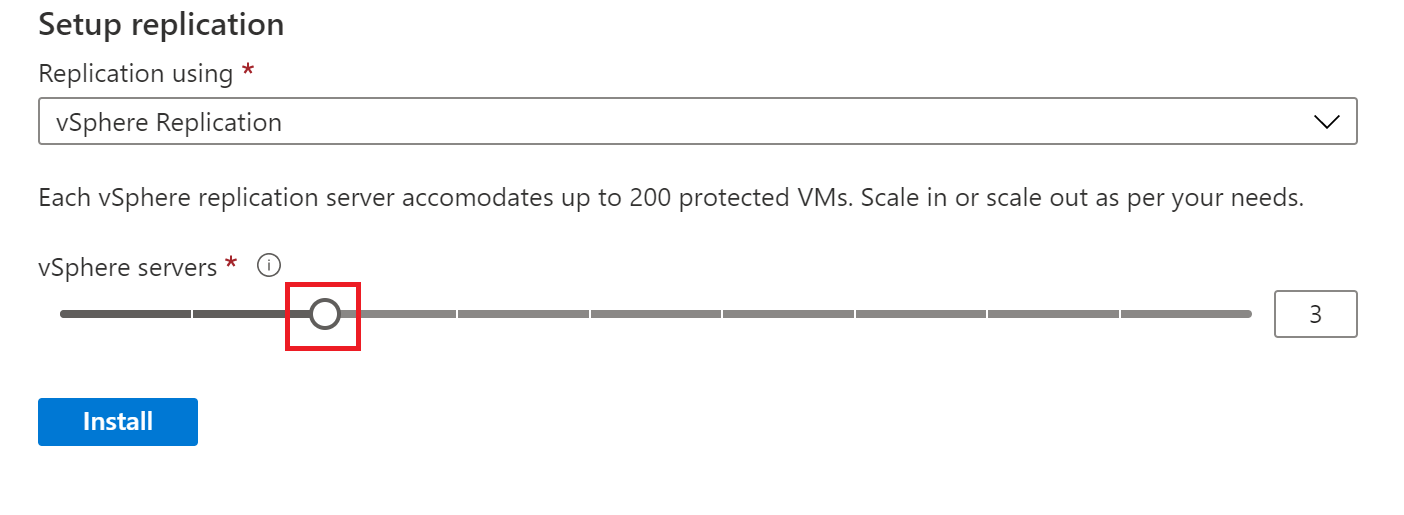 Setup replication
Replication using *
vSphere Replication
Each vSphere replication server accomodates up to 200 protected VMs. Scale in or scale out as per your needs.
vSphere servers * i
3
Install